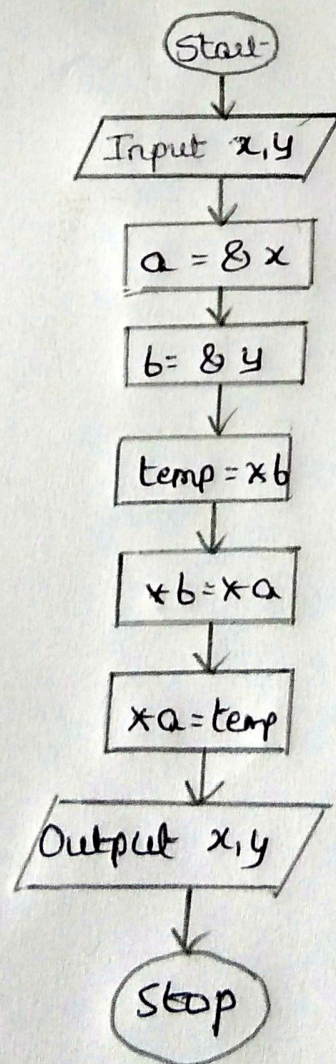 Start
Input x,y
a = & x
b= & y
temp = *b
*b=*a
*a=temp
Output x,y
Stop